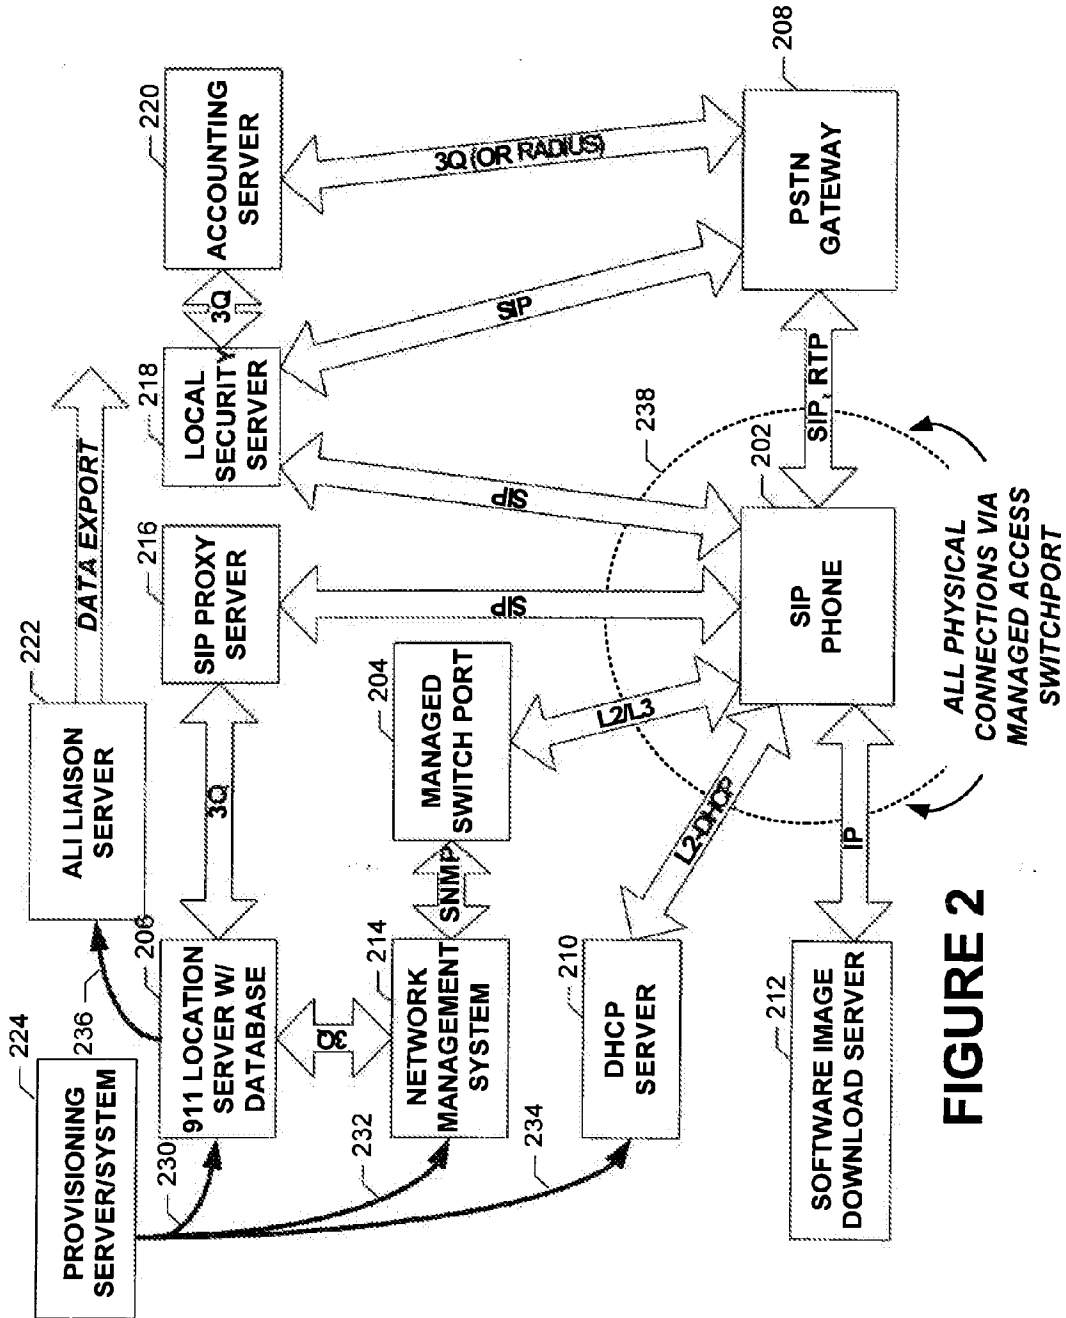 224
PROVISIONING
SERVER/SYSTEM
230
232
234
236
222
ALI LIAISON
SERVER
DATA EXPORT
206
911 LOCATION
SERVER W/
DATABASE
3Q
216
SIP PROXY
SERVER
218
LOCAL
SECURITY
SERVER
3Q
220
ACCOUNTING
SERVER
3Q
214
NETWORK
MANAGEMENT
SYSTEM
SNMP
204
MANAGED
SWITCH PORT
SIP
SIP
SIP
3Q (OR RADIUS)
210
DHCP
SERVER
L2-DHCP
L2/L3
238
212
SOFTWARE IMAGE
DOWNLOAD SERVER
IP
202
SIP
PHONE
SIP, RTP
208
PSTN
GATEWAY
ALL PHYSICAL
CONNECTIONS VIA
MANAGED ACCESS
SWITCHPORT
FIGURE 2